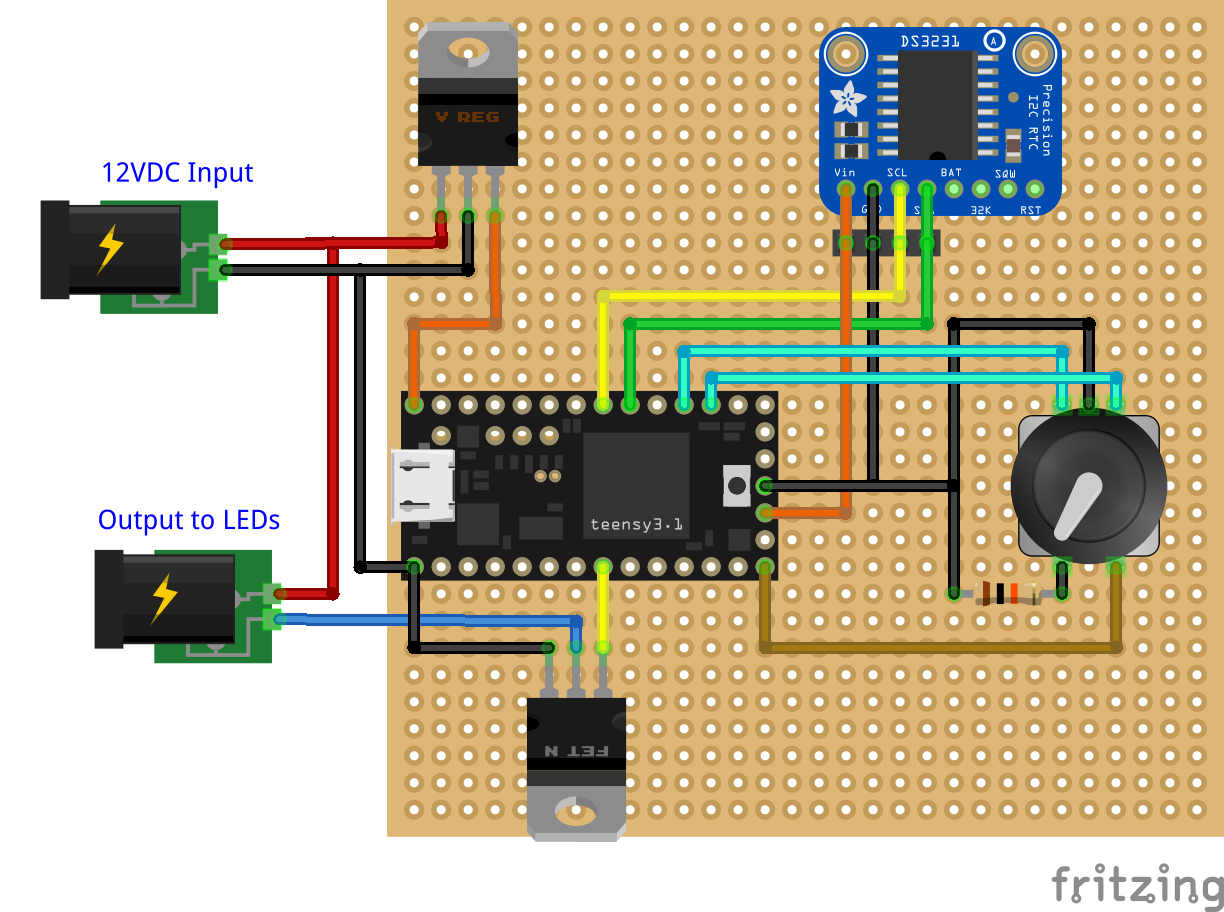 DS3231
A
Precision
I2C RTC
V REG
12VDC Input
Vin
SCL
BAT
SQW
32K
RST
teensy3.1
Output to LEDs
FET N
fritzing